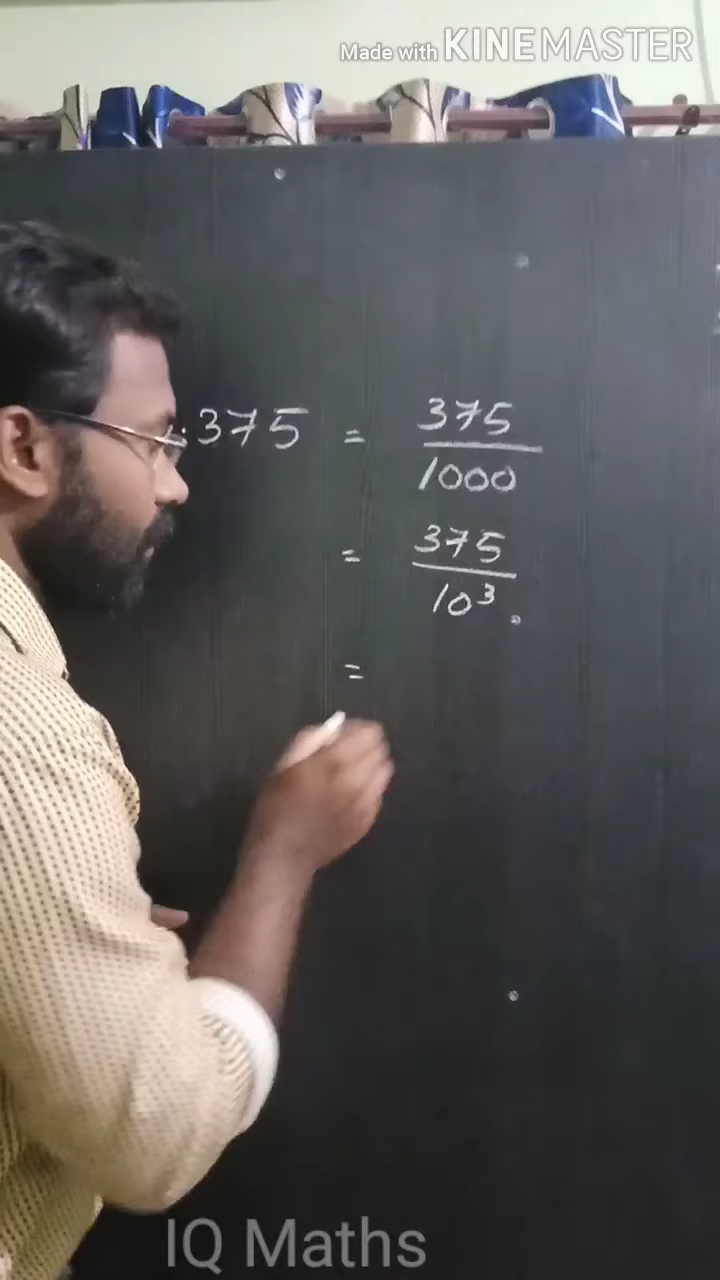 Made with KINEMASTER
.375 = 375/1000
= 375/10³
=
IQ Maths